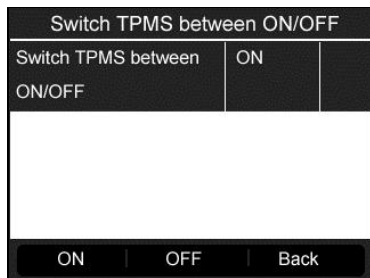 Switch TPMS between ON/OFF
Switch TPMS between ON
ON/OFF
ON OFF Back